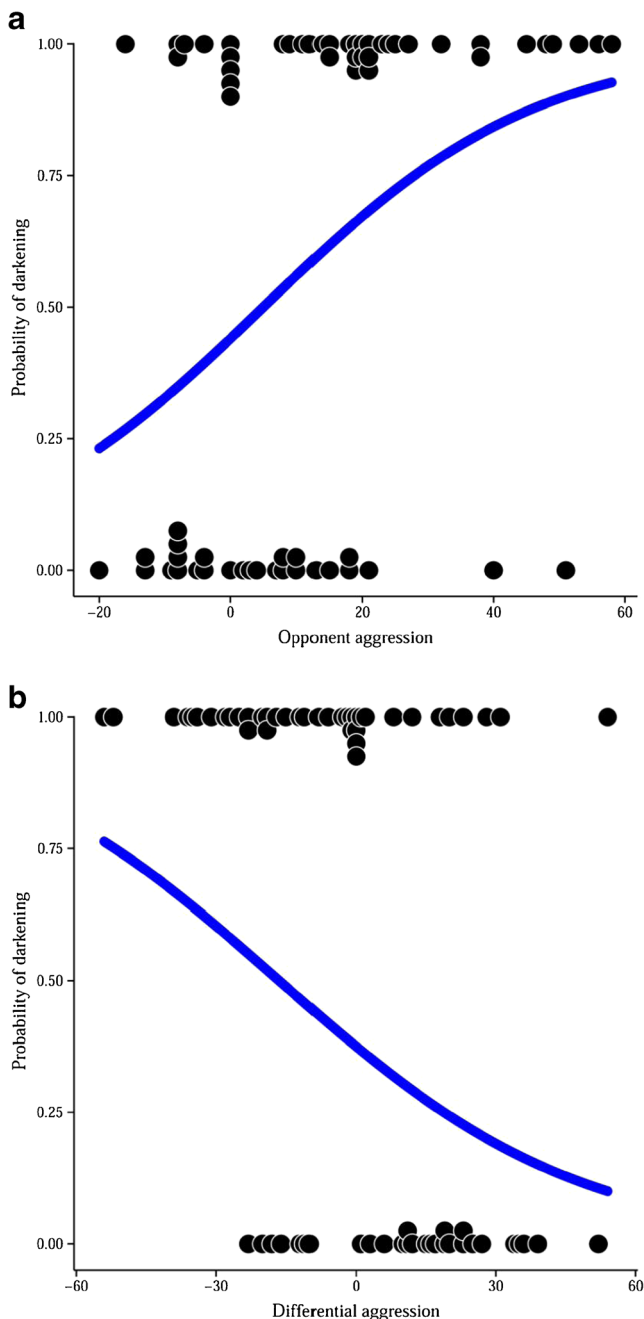 a
1.00
0.75
0.50
0.25
0.00
Probability of darkening
−20 0 20 40 60
Opponent aggression
b
1.00
0.75
0.50
0.25
0.00
Probability of darkening
−60 −30 0 30 60
Differential aggression